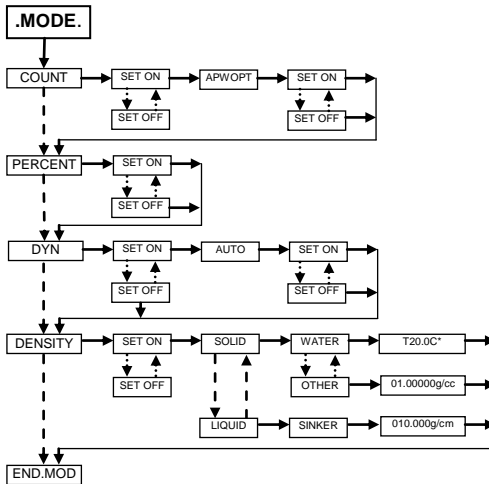 .MODE.
COUNT SET ON APWOPT SET ON
SET OFF SET OFF
PERCENT SET ON
SET OFF
DYN SET ON AUTO SET ON
SET OFF SET OFF
DENSITY SET ON SOLID WATER T20.0C*
SET OFF OTHER 01.00000g/cc
LIQUID SINKER 010.000g/cm
END.MOD